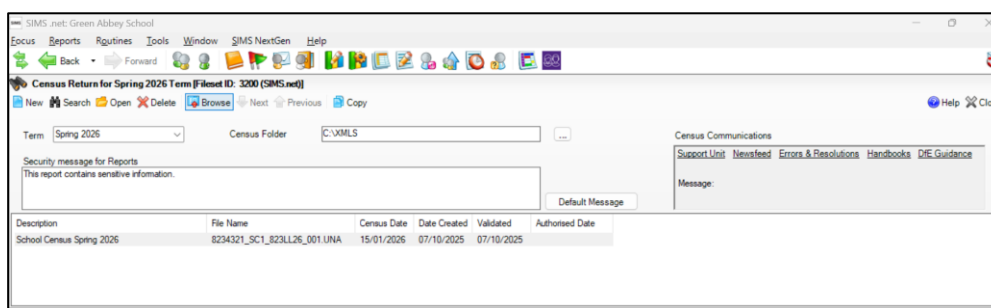 SIMS .net: Green Abbey School
Focus Reports Routines Tools Window SIMS NextGen Help
Back Forward
Census Return for Spring 2026 Term [Fileset ID: 3200 (SIMS.net)]
New Search Open Delete Browse Next Previous Copy Help Clo
Term Spring 2026 Census Folder C:\XMLS ...
Census Communications
Security message for Reports
Support Unit Newsfeed Errors & Resolutions Handbooks DfE Guidance
This report contains sensitive information.
Message:
Default Message
Description File Name Census Date Date Created Validated Authorised Date
School Census Spring 2026 8234321_SC1_823LL26_001.UNA 15/01/2026 07/10/2025 07/10/2025